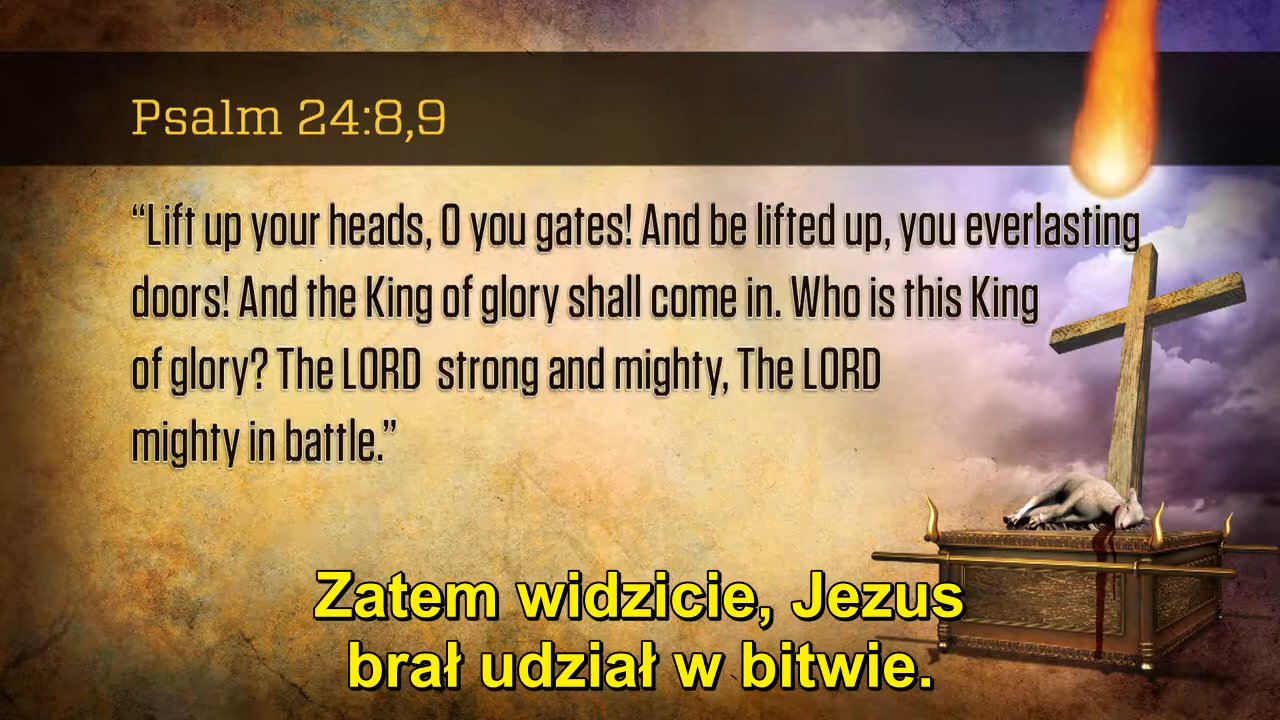 Psalm 24:8,9
“Lift up your heads, O you gates! And be lifted up, you everlasting
doors! And the King of glory shall come in. Who is this King
of glory? The LORD strong and mighty, The LORD
mighty in battle.”
Zatem widzicie, Jezus
brał udział w bitwie.